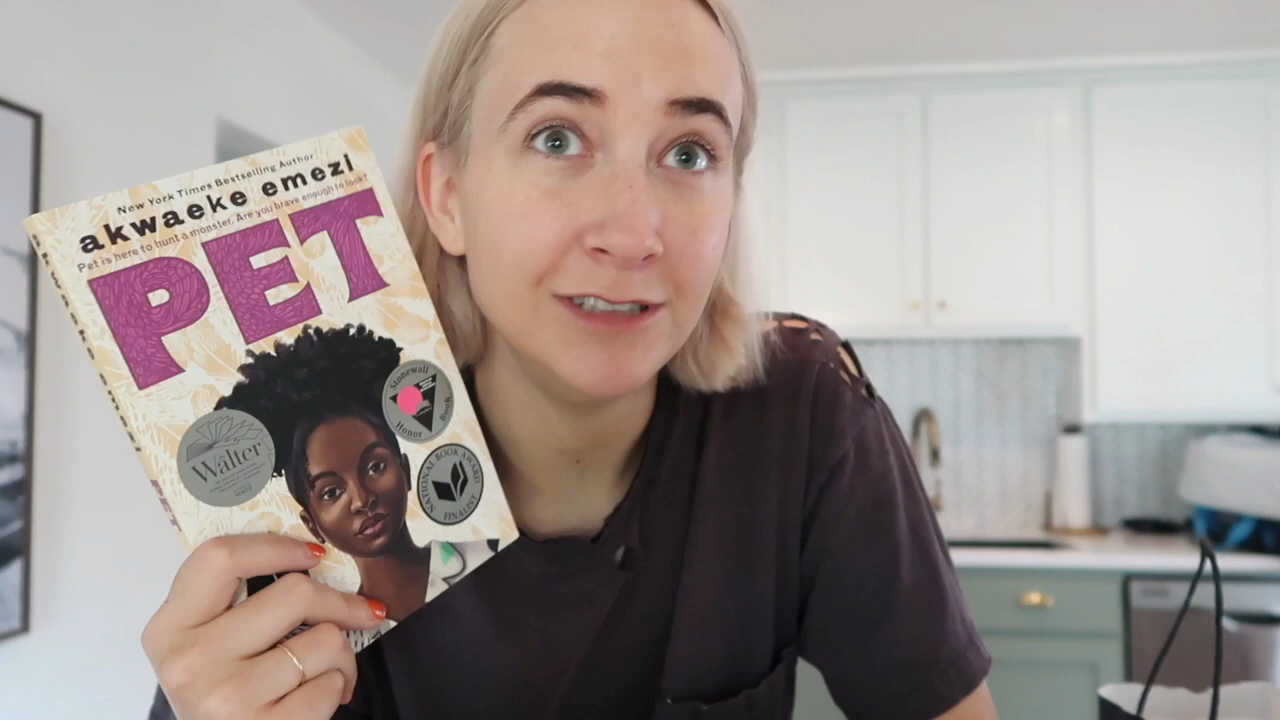 New York Times Bestselling Author
akwaeke emezi
Pet is here to hunt a monster. Are you brave enough to look?
PET
Stonewall
Honor Book
Walter
NATIONAL BOOK AWARD
FINALIST